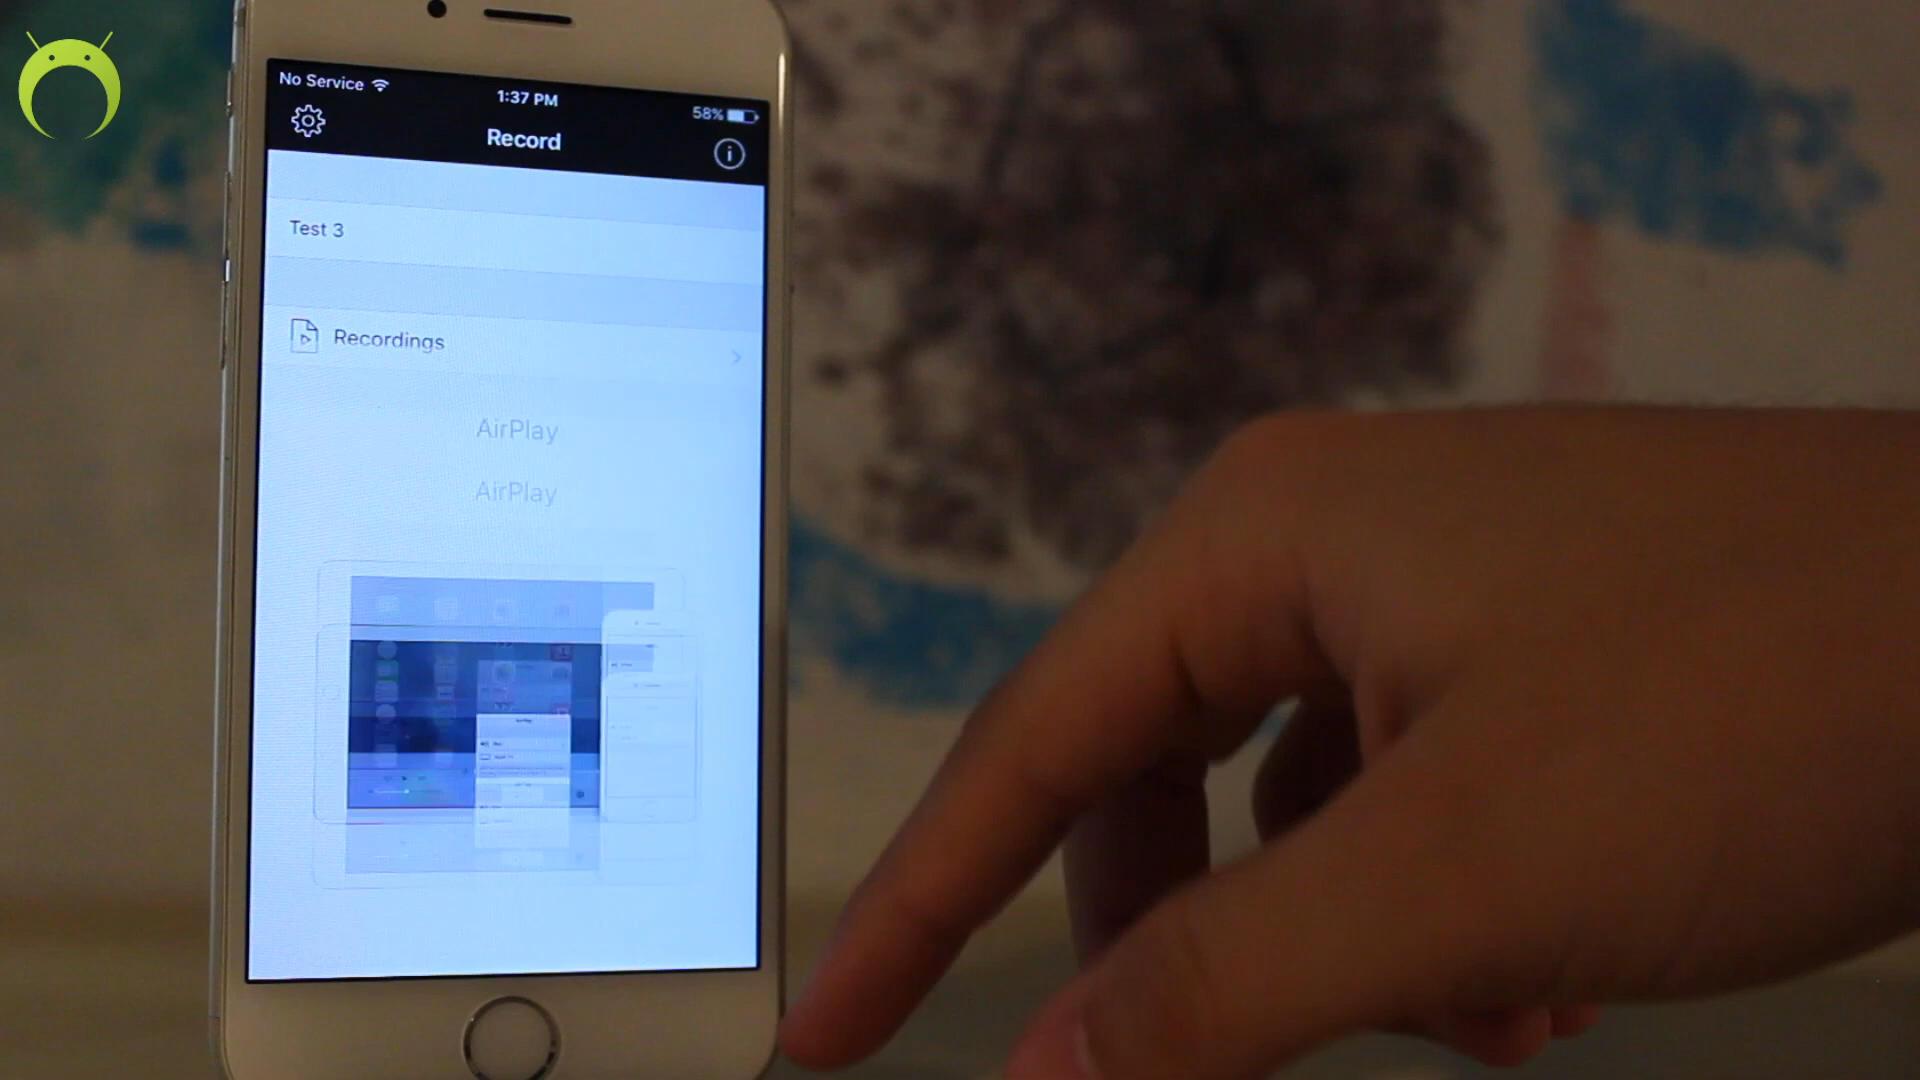 No Service
1:37 PM
58%
Record
Test 3
Recordings
AirPlay
AirPlay